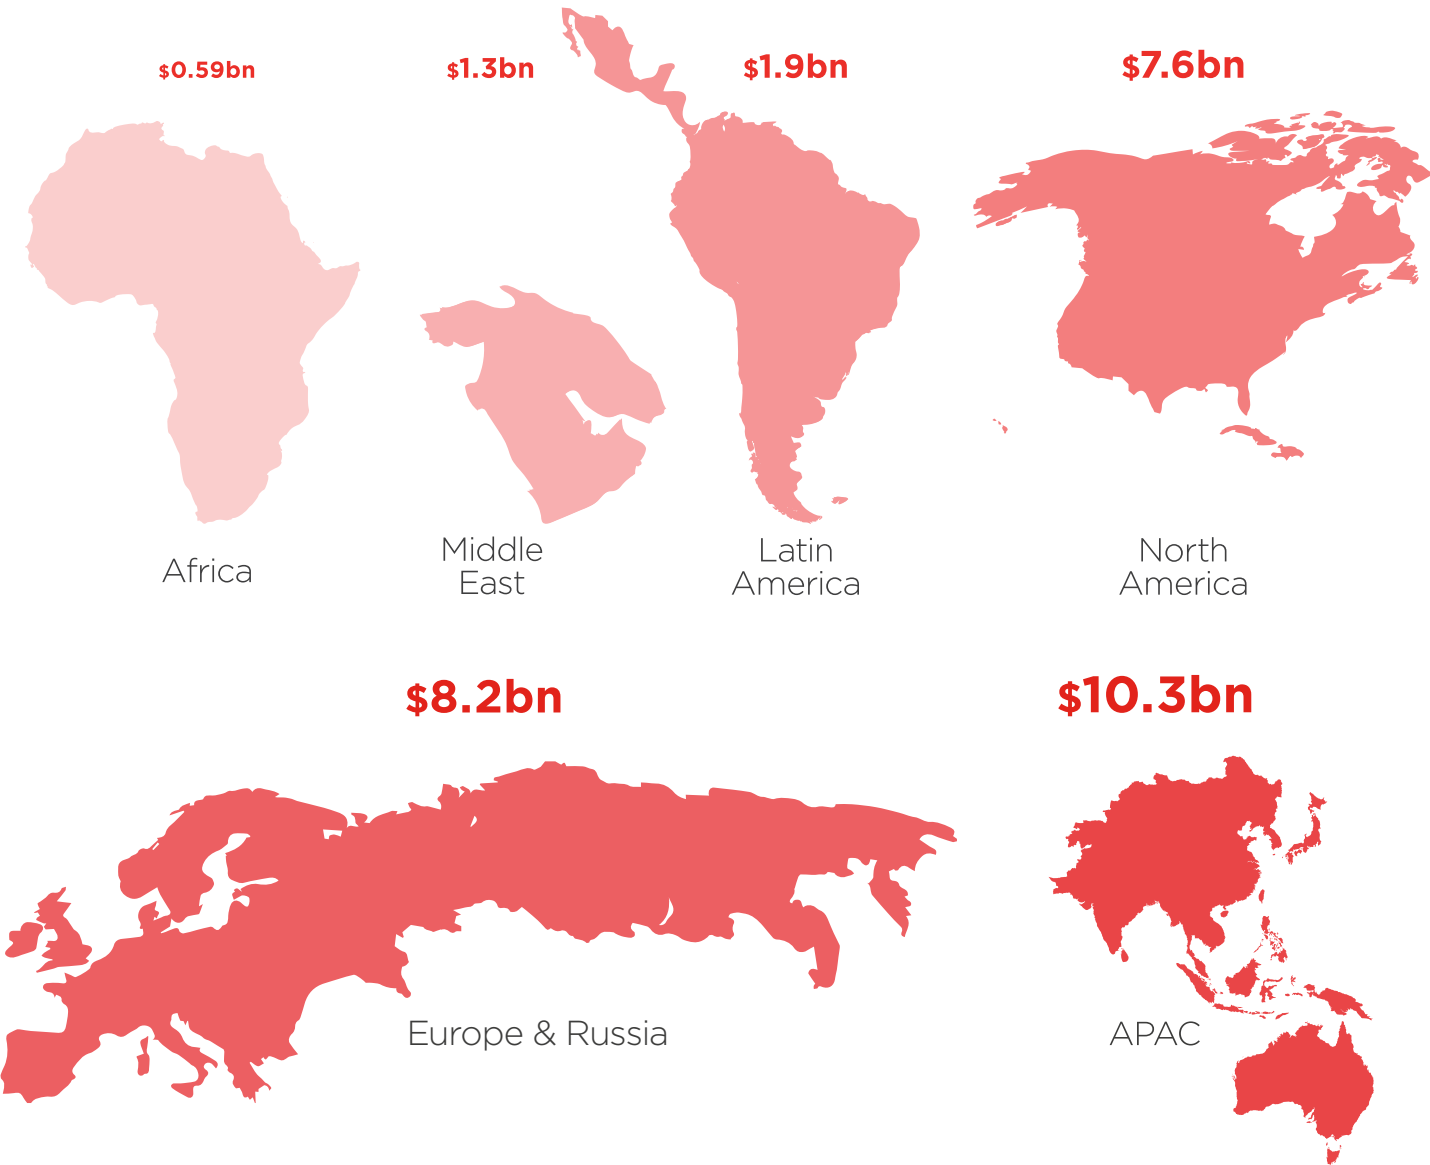 $0.59bn
$1.3bn
$1.9bn
$7.6bn
Africa
Middle
East
Latin
America
North
America
$8.2bn
$10.3bn
Europe & Russia
APAC